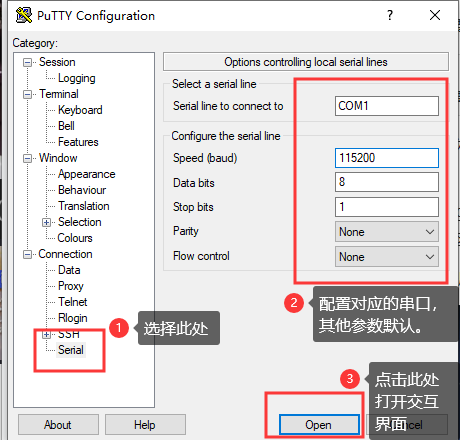 PuTTY Configuration
?
Category:
Session
Logging
Terminal
Keyboard
Bell
Features
Window
Appearance
Behaviour
Translation
Selection
Colours
Connection
Data
Proxy
Telnet
Rlogin
SSH
Serial
Options controlling local serial lines
Select a serial line
Serial line to connect to
COM1
Configure the serial line
Speed (baud)
115200
Data bits
8
Stop bits
1
Parity
None
Flow control
None
1 选择此处
2 配置对应的串口，
其他参数默认。
3 点击此处
打开交互
界面
About
Help
Open